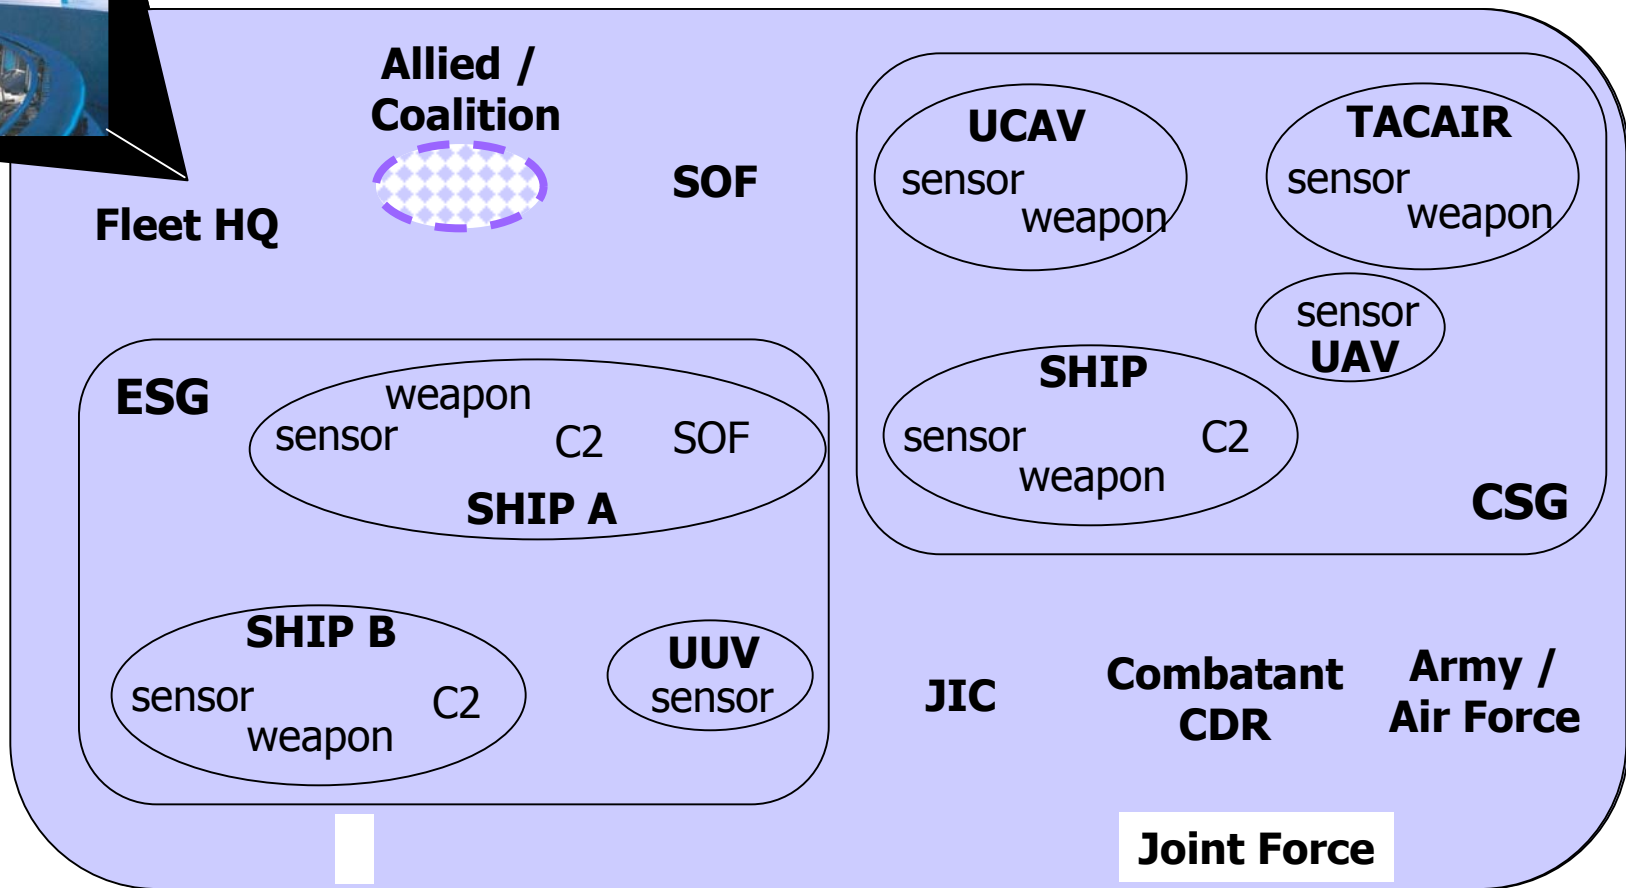 Allied /
Coalition
SOF
Fleet HQ
UCAV
sensor
weapon
TACAIR
sensor
weapon
sensor
UAV
SHIP
sensor
C2
weapon
CSG
ESG
weapon
sensor
C2
SOF
SHIP A
SHIP B
sensor
C2
weapon
UUV
sensor
JIC
Combatant
CDR
Army /
Air Force
Joint Force